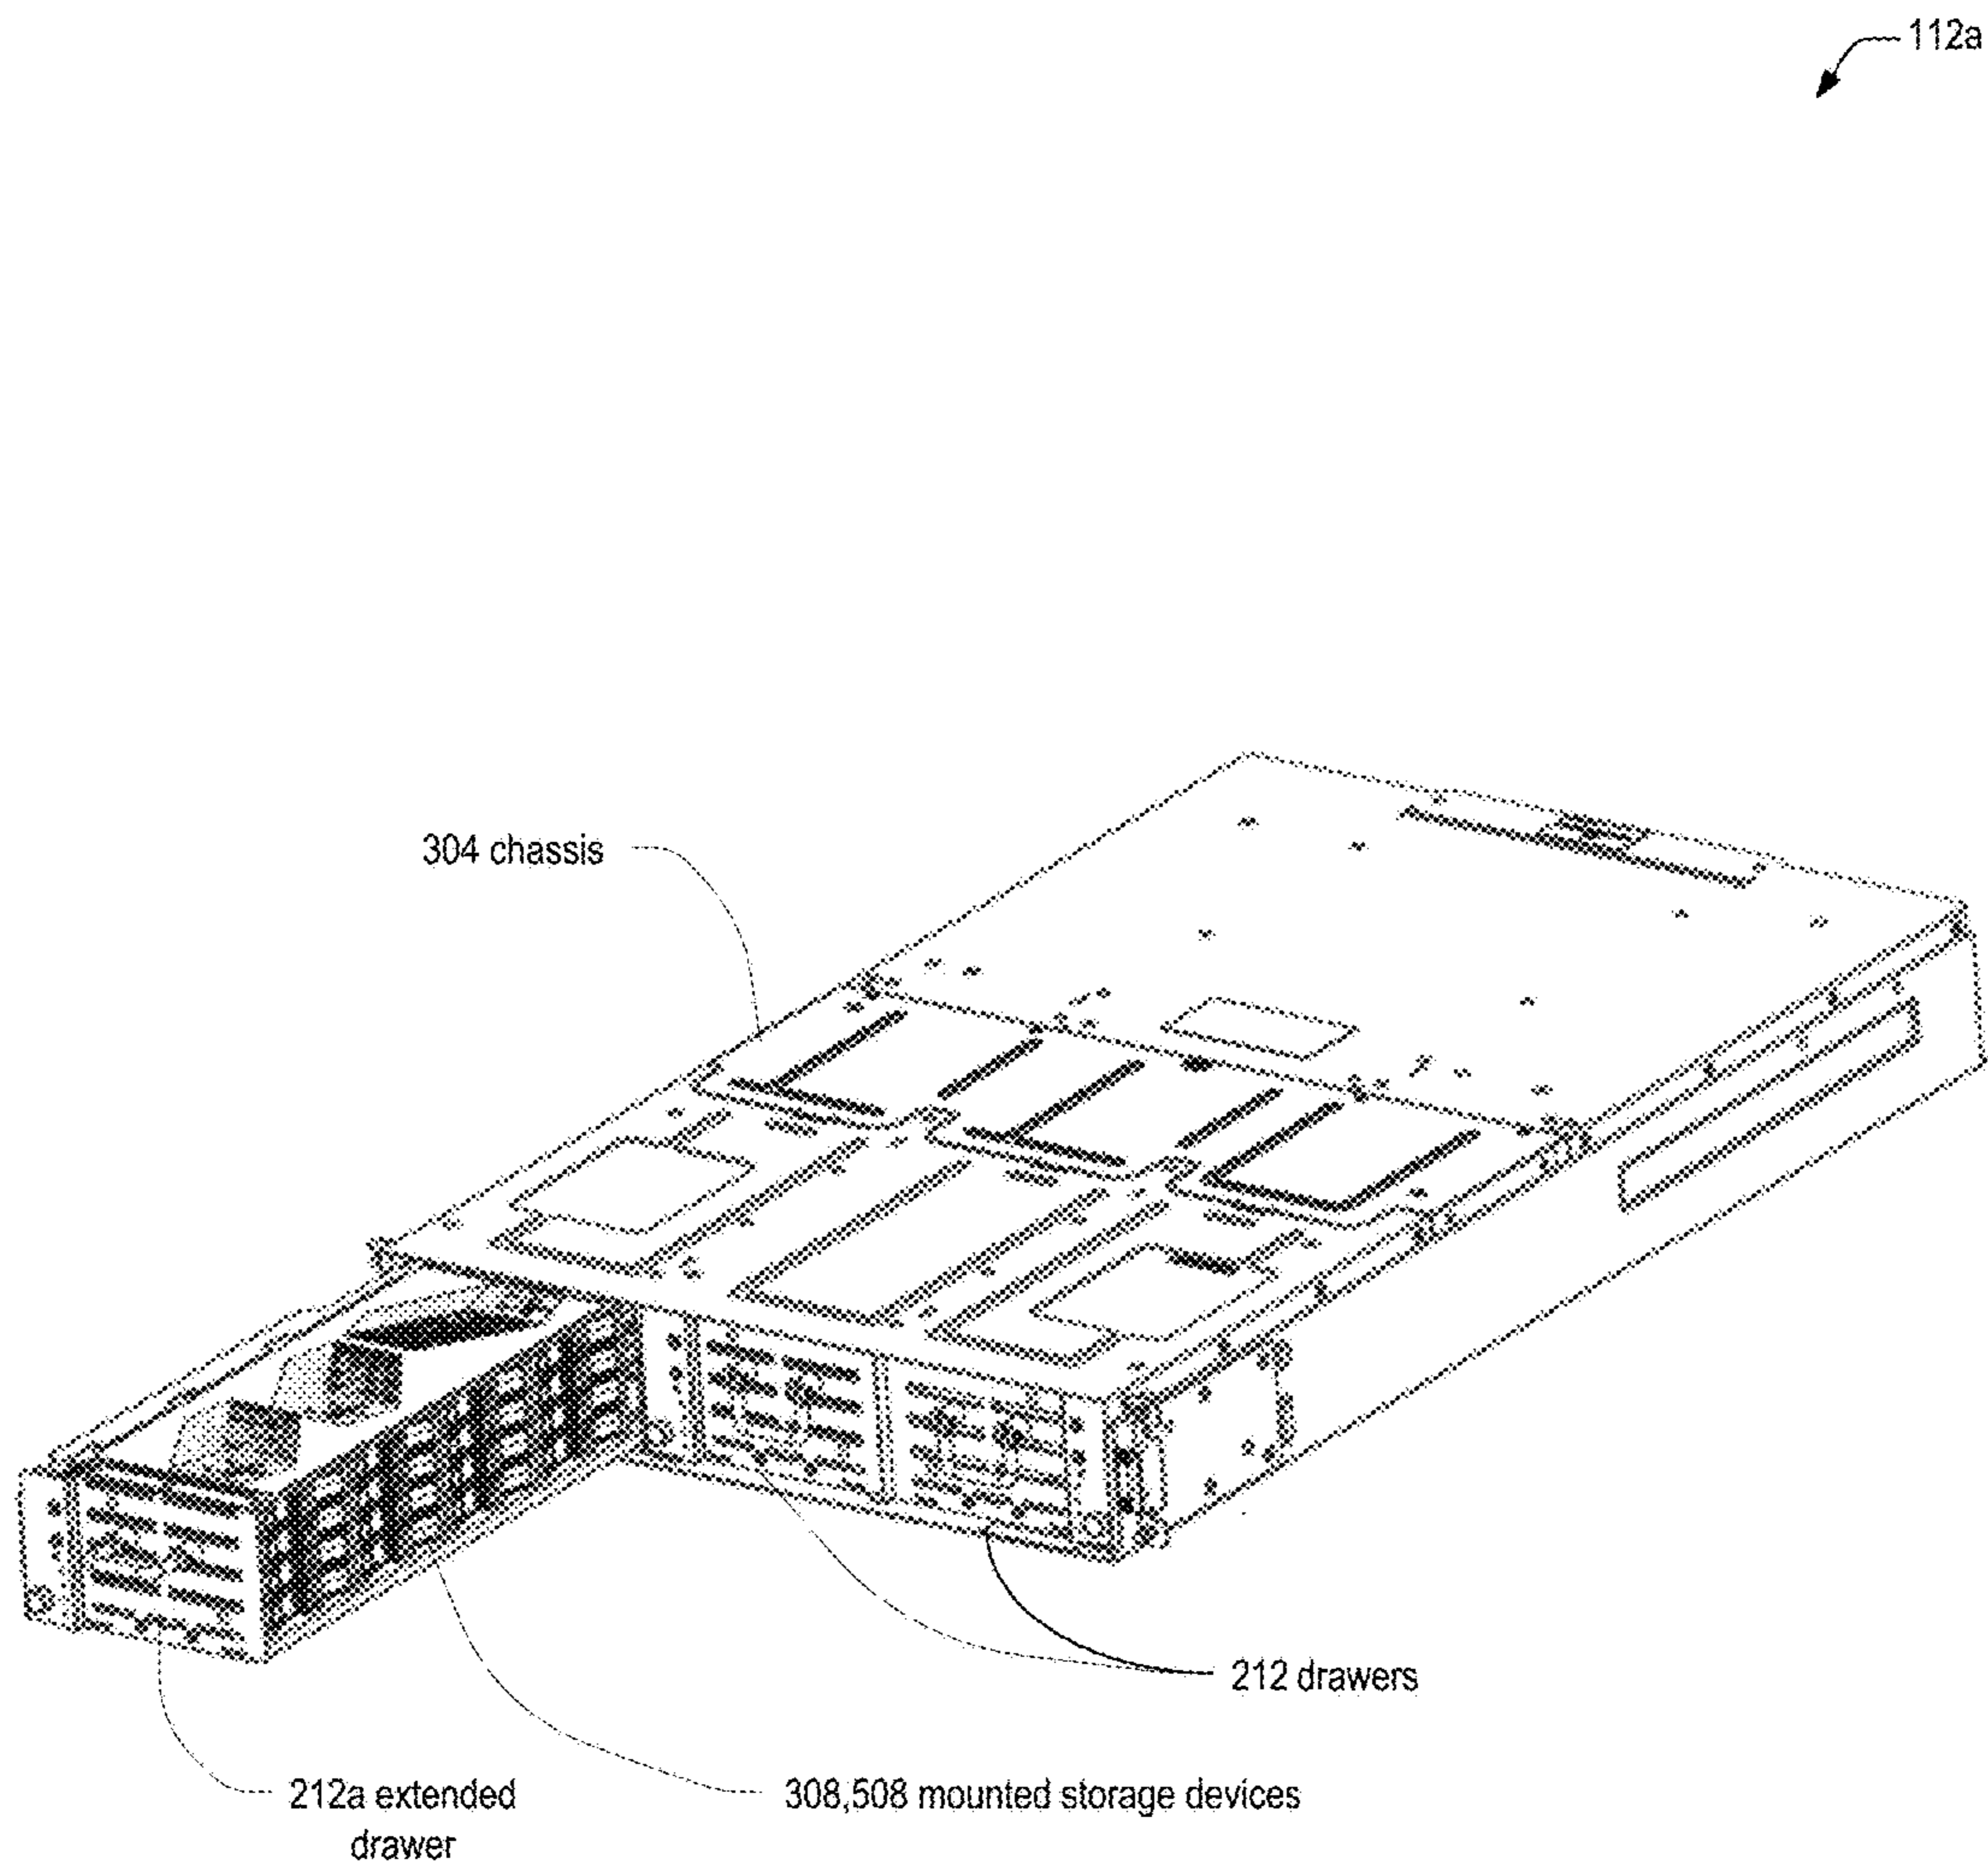 112a
304 chassis
212 drawers
308,508 mounted storage devices
212a extended
drawer